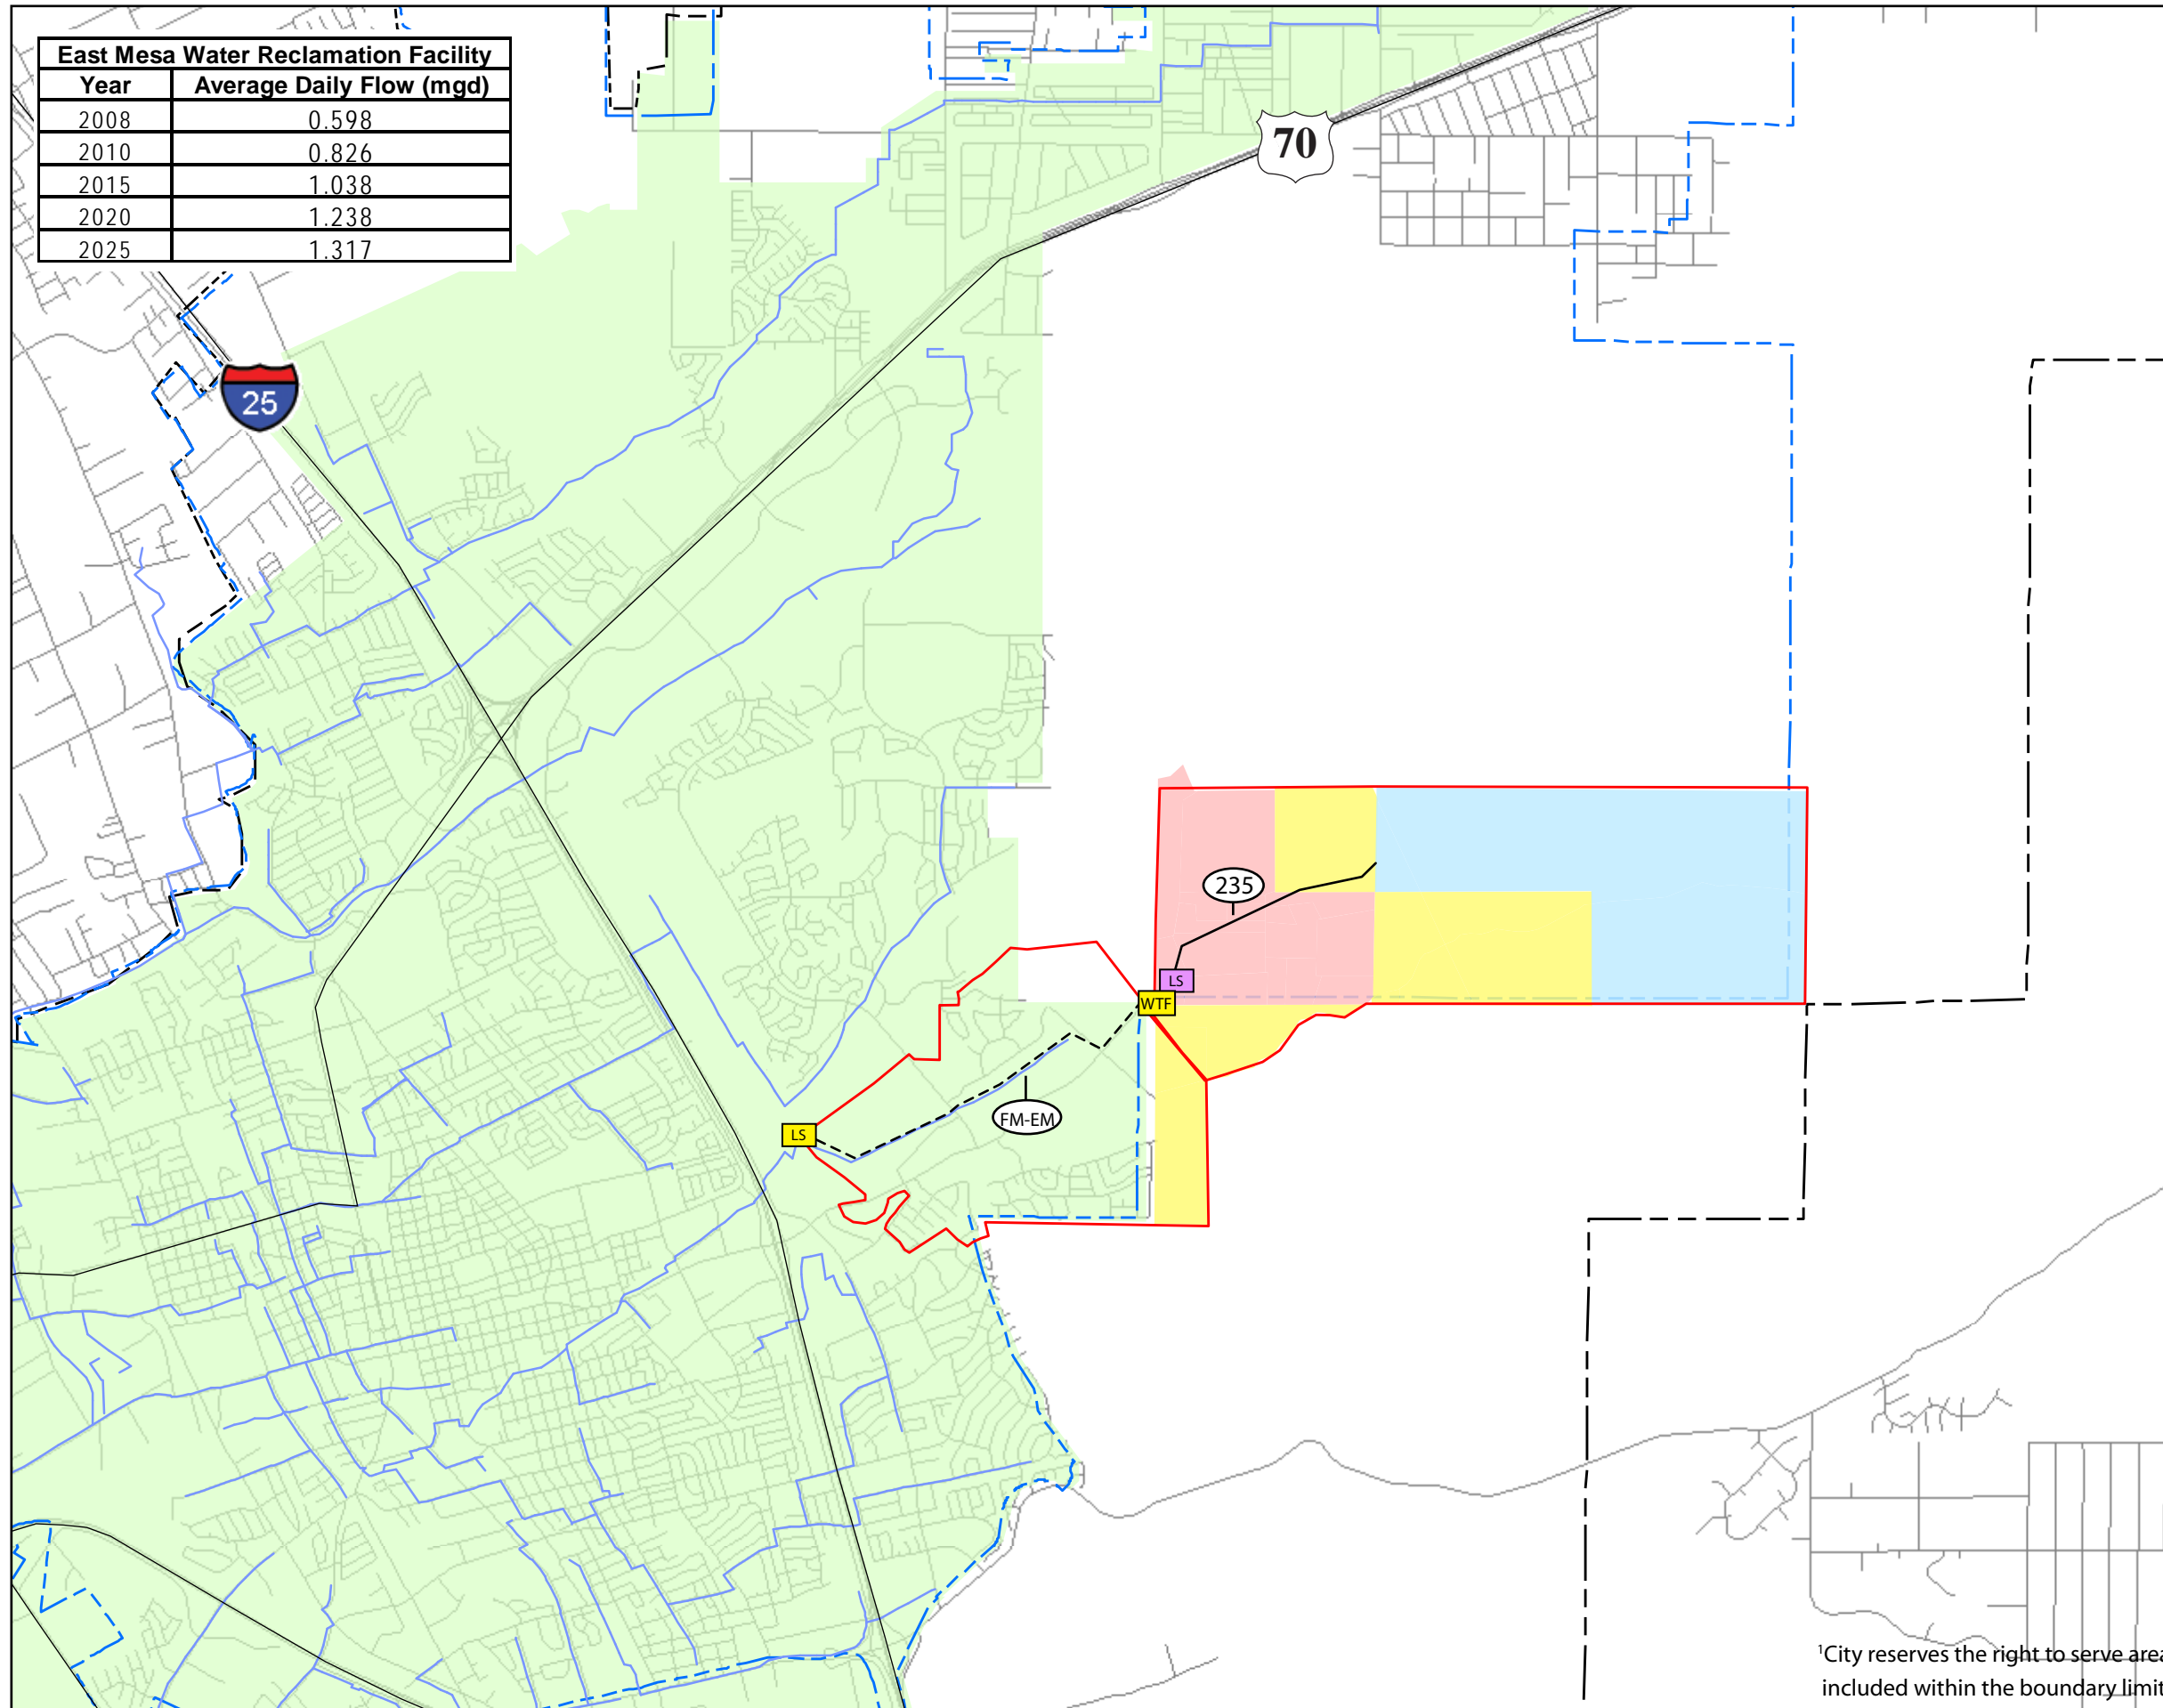 East Mesa Water Reclamation Facility
Year Average Daily Flow (mgd)
2008 0.598
2010 0.826
2015 1.038
2020 1.238
2025 1.317
70
25
235
LS
WTF
FM-EM
LS
¹City reserves the right to serve area
included within the boundary limit